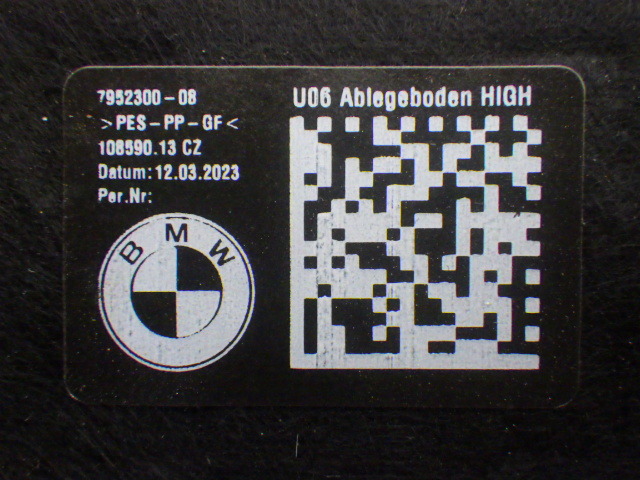 7952300-08
>PES-PP-GF<
108590.13 CZ
Datum: 12.03.2023
Per.Nr:
BMW
U06 Ablegeboden HIGH